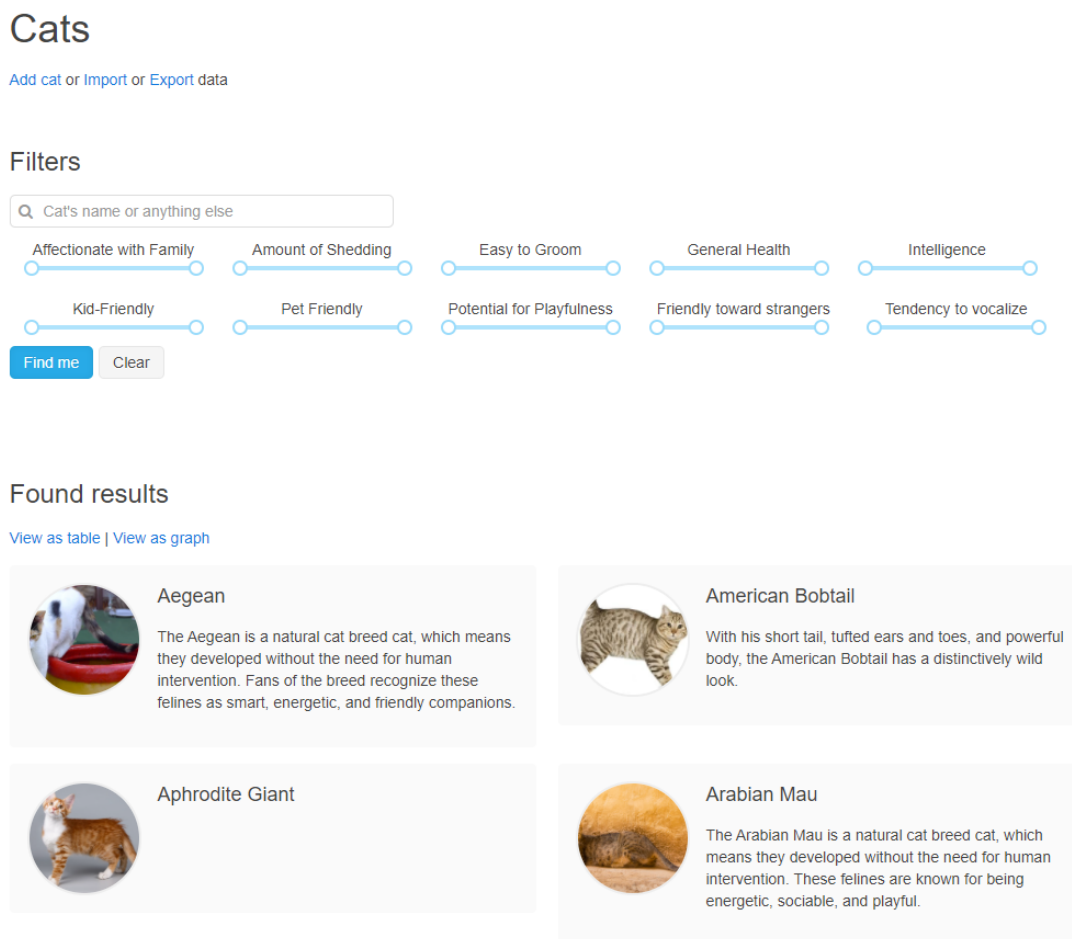 Cats
Add cat or Import or Export data
Filters
Cat's name or anything else
Affectionate with Family
Amount of Shedding
Easy to Groom
General Health
Intelligence
Kid-Friendly
Pet Friendly
Potential for Playfulness
Friendly toward strangers
Tendency to vocalize
Find me
Clear
Found results
View as table | View as graph
Aegean
The Aegean is a natural cat breed cat, which means
they developed without the need for human
intervention. Fans of the breed recognize these
felines as smart, energetic, and friendly companions.
American Bobtail
With his short tail, tufted ears and toes, and powerful
body, the American Bobtail has a distinctively wild
look.
Aphrodite Giant
Arabian Mau
The Arabian Mau is a natural cat breed cat, which
means they developed without the need for human
intervention. These felines are known for being
energetic, sociable, and playful.